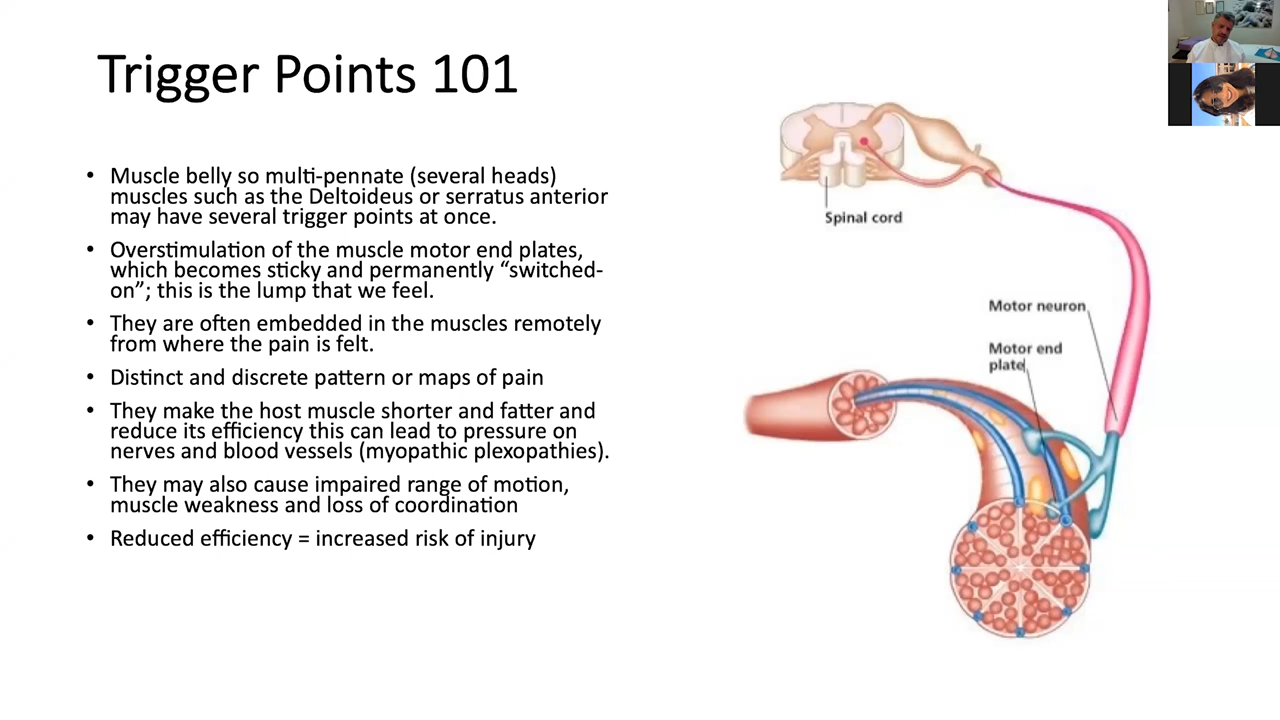 Trigger Points 101
• Muscle belly so multi-pennate (several heads)
muscles such as the Deltoideus or serratus anterior
may have several trigger points at once.
• Overstimulation of the muscle motor end plates,
which becomes sticky and permanently “switched-
on”; this is the lump that we feel.
• They are often embedded in the muscles remotely
from where the pain is felt.
• Distinct and discrete pattern or maps of pain
• They make the host muscle shorter and fatter and
reduce its efficiency this can lead to pressure on
nerves and blood vessels (myopathic plexopathies).
• They may also cause impaired range of motion,
muscle weakness and loss of coordination
• Reduced efficiency = increased risk of injury
Spinal cord
Motor neuron
Motor end
plate